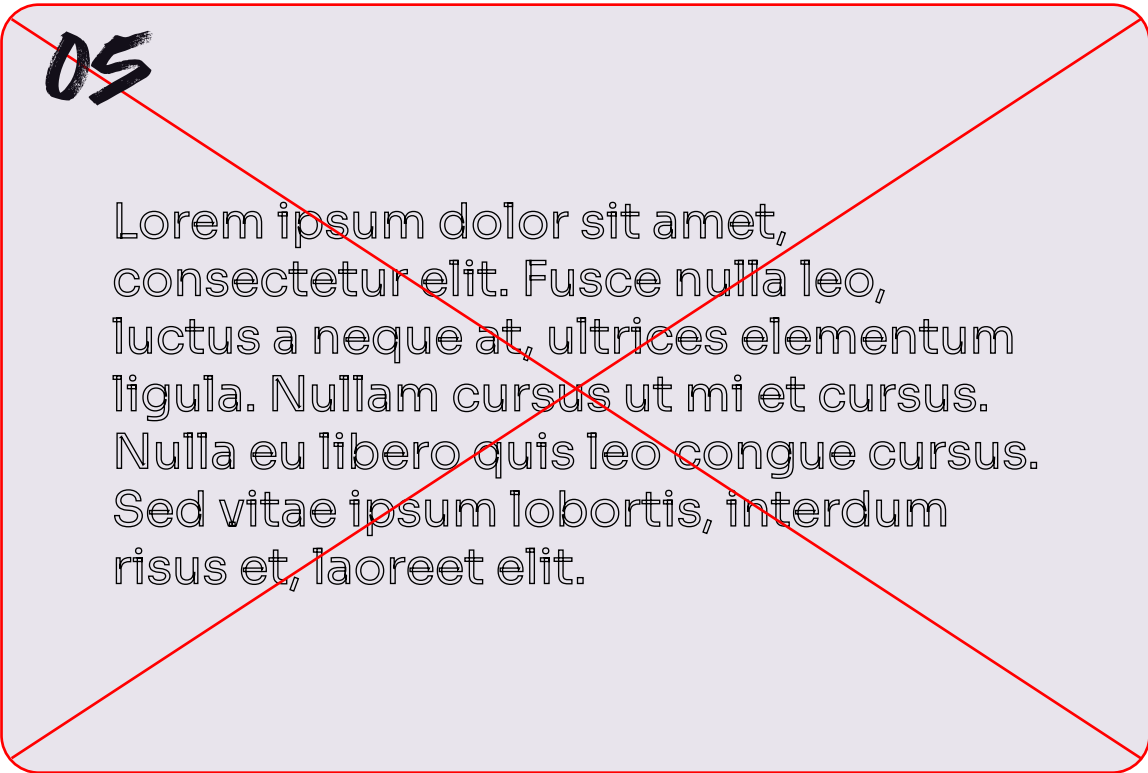 05
Lorem ipsum dolor sit amet,
consectetur elit. Fusce nulla leo,
luctus a neque at, ultrices elementum
ligula. Nullam cursus ut mi et cursus.
Nulla eu libero quis leo congue cursus.
Sed vitae ipsum lobortis, interdum
risus et, laoreet elit.